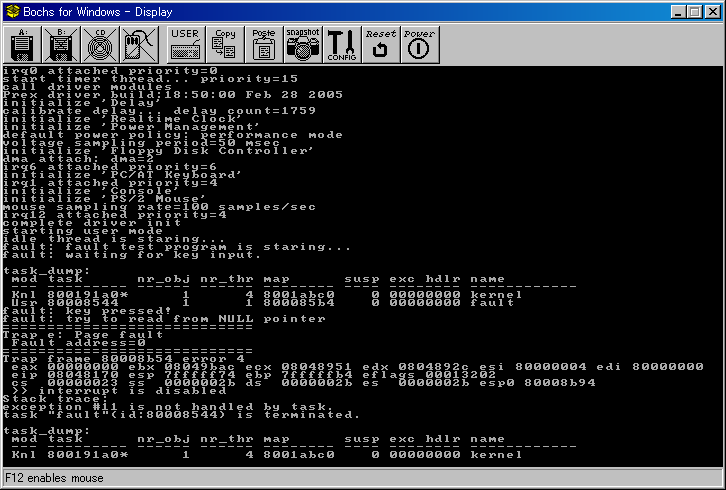 Bochs for Windows - Display
A: B: CD USER Copy Paste snapshot CONFIG Reset Power
irq0 attached priority=0
start timer thread... priority=15
call driver modules
Prex driver build:18:50:00 Feb 28 2005
initialize 'Delay'
calibrate delay... delay count=1759
initialize 'Realtime Clock'
initialize 'Power Management'
default power policy: performance mode
voltage sampling period=50 msec
initialize 'Floppy Disk Controller'
dma attach: dma=2
irq6 attached priority=6
initialize 'PC/AT Keyboard'
irq1 attached priority=4
initialize 'Console'
initialize 'PS/2 Mouse'
mouse sampling rate=100 samples/sec
irq12 attached priority=4
complete driver init
starting user mode
idle thread is staring...
fault: fault test program is staring...
fault: waiting for key input.
task_dump:
mod task nr_obj nr_thr map susp exc hdlr name
--- --------- ------ ------ -------- ---- -------- ------------
Knl 800191a0* 1 4 8001abc0 0 00000000 kernel
Usr 80008544 1 1 800085b4 0 00000000 fault
fault: key pressed!
fault: try to read from NULL pointer
=============================
Trap e: Page fault
Fault address=0
=============================
Trap frame 80008b54 error 4
eax 00000000 ebx 08049bac ecx 08048951 edx 0804892c esi 80000004 edi 80000000
eip 08048170 esp 7fffff74 ebp 7fffffb4 eflags 00013202
cs 00000023 ss 0000002b ds 0000002b es 0000002b esp0 80008b94
>> interrupt is disabled
Stack trace:
exception #11 is not handled by task.
task "fault"(id:80008544) is terminated.
task_dump:
mod task nr_obj nr_thr map susp exc hdlr name
--- --------- ------ ------ -------- ---- -------- ------------
Knl 800191a0* 1 4 8001abc0 0 00000000 kernel
F12 enables mouse